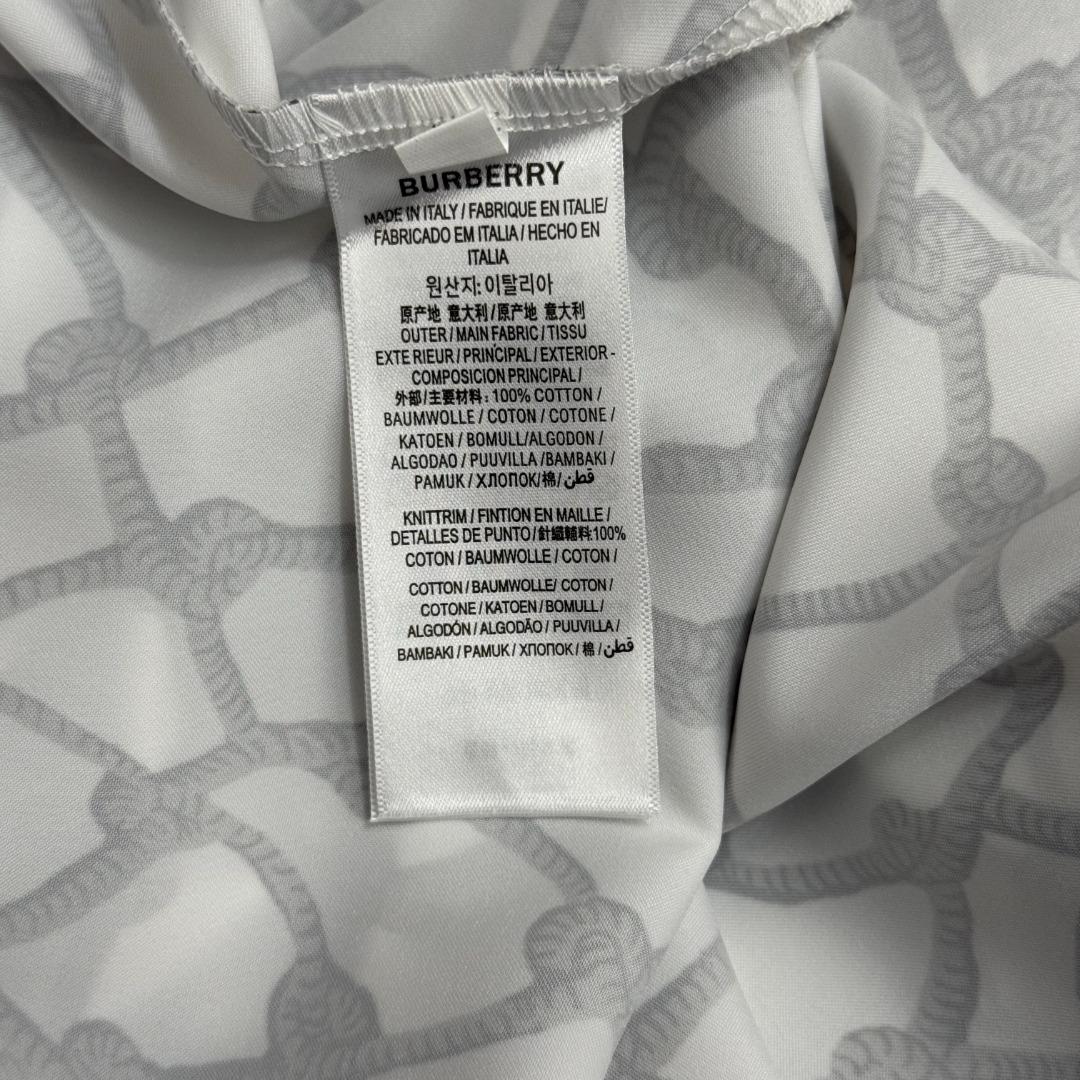 BURBERRY
MADE IN ITALY / FABRIQUE EN ITALIE/
FABRICADO EM ITALIA / HECHO EN
ITALIA
원산지: 이탈리아
原产地 意大利 / 原产地 意大利
OUTER / MAIN FABRIC / TISSU
EXTE RIEUR / PRINCIPAL / EXTERIOR -
COMPOSICION PRINCIPAL /
外部/主要材料: 100% COTTON /
BAUMWOLLE / COTON / COTONE /
KATOEN / BOMULL/ALGODON /
ALGODAO / PUUVILLA /BAMBAKI /
PAMUK / ХЛОПОК/棉/قطن
KNITTRIM / FINTION EN MAILLE /
DETALLES DE PUNTO /針織輔料:100%
COTON / BAUMWOLLE / COTON /
COTTON / BAUMWOLLE/ COTON /
COTONE / KATOEN / BOMULL /
ALGODÓN / ALGODÃO / PUUVILLA /
BAMBAKI / PAMUK / ХПОПОК / 棉 / قطن